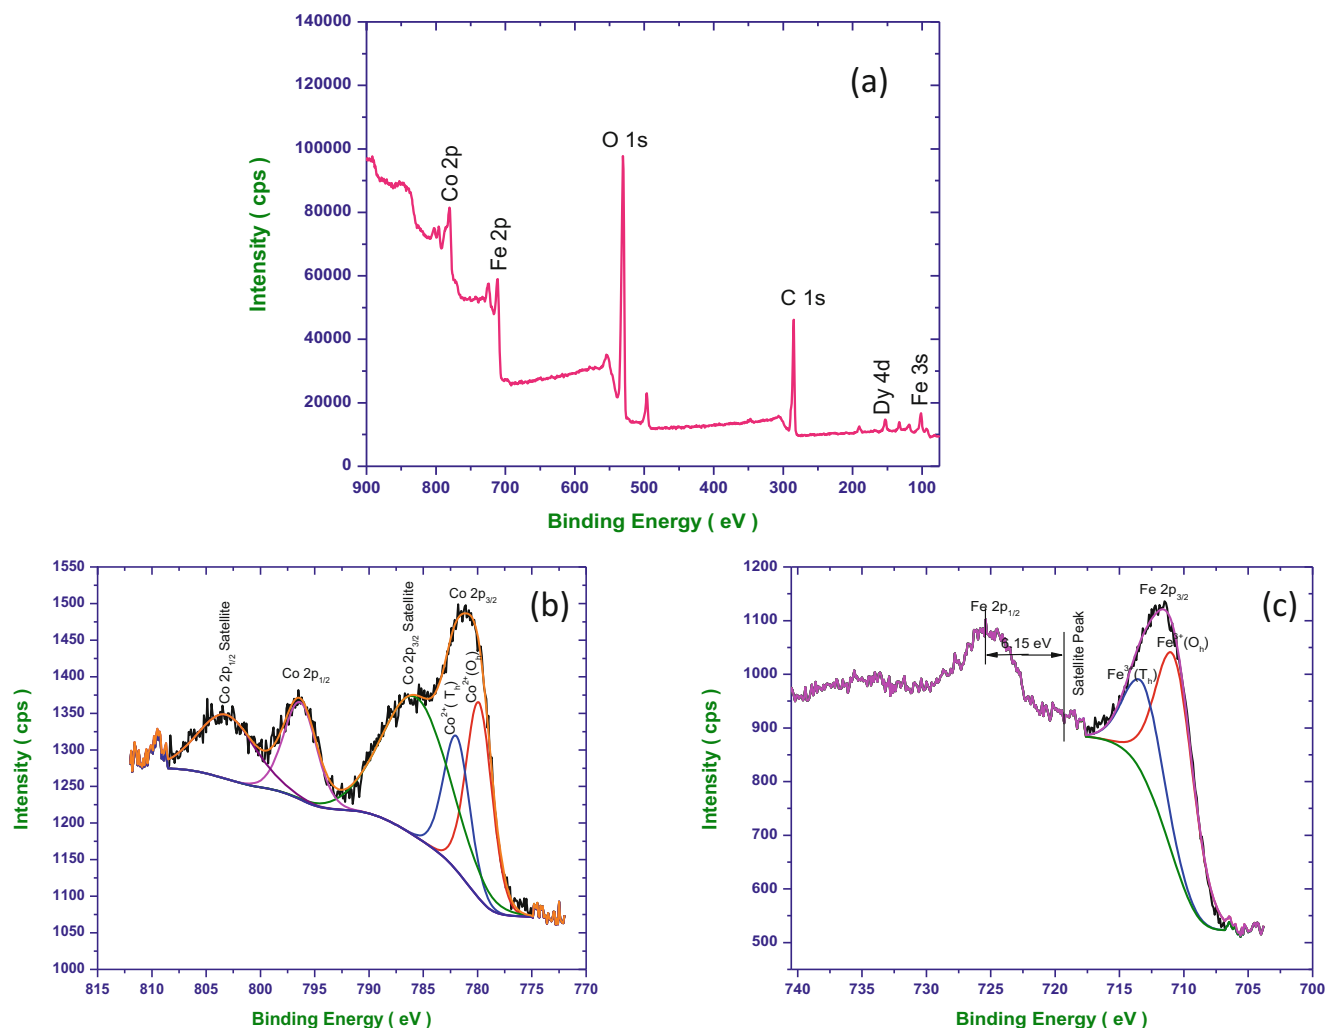 (a)
140000
120000
100000
80000
60000
40000
20000
0
Intensity ( cps )
Co 2p
Fe 2p
O 1s
C 1s
Dy 4d
Fe 3s
900 800 700 600 500 400 300 200 100
Binding Energy ( eV )
(b)
1550
1500
1450
1400
1350
1300
1250
1200
1150
1100
1050
1000
Intensity ( cps )
Co 2p1/2 Satellite
Co 2p1/2
Co 2p3/2 Satellite
Co 2p3/2
Co2+( Th)
Co2+(Oh)
815 810 805 800 795 790 785 780 775 770
Binding Energy ( eV )
(c)
1200
1100
1000
900
800
700
600
500
Intensity ( cps )
Fe 2p1/2
6.15 eV
Satellite Peak
Fe 2p3/2
Fe3+(Th)
Fe3+(Oh)
740 735 730 725 720 715 710 705 700
Binding Energy ( eV )